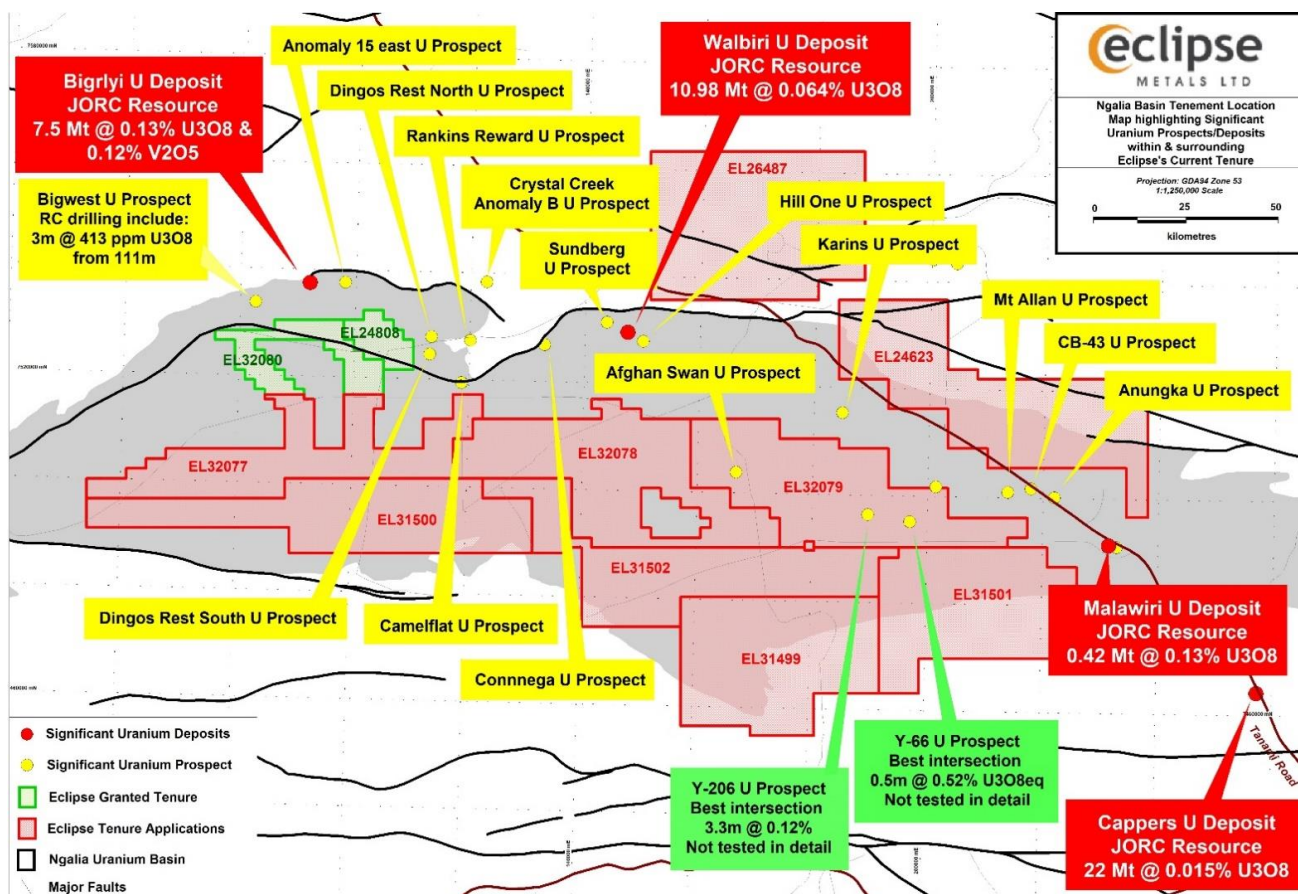 7580000 mN
Anomaly 15 east U Prospect
Walbiri U Deposit
JORC Resource
10.98 Mt @ 0.064% U3O8
eclipse
METALS LTD
Ngalia Basin Tenement Location
Map highlighting Significant
Uranium Prospects/Deposits
within & surrounding
Eclipse's Current Tenure
Projection: GDA94 Zone 53
1:1,250,000 Scale
0 25 50
kilometres
Bigrlyi U Deposit
JORC Resource
7.5 Mt @ 0.13% U3O8 &
0.12% V2O5
Dingos Rest North U Prospect
Rankins Reward U Prospect
Crystal Creek
Anomaly B U Prospect
EL26487
Hill One U Prospect
Bigwest U Prospect
RC drilling include:
3m @ 413 ppm U3O8
from 111m
Sundberg
U Prospect
Karins U Prospect
Mt Allan U Prospect
CB-43 U Prospect
Anungka U Prospect
EL24808
EL32080
EL24623
7520000 mN
Afghan Swan U Prospect
EL32077
EL32078
EL32079
EL31500
EL31502
EL31501
EL31499
Dingos Rest South U Prospect
Camelflat U Prospect
Connnega U Prospect
Malawiri U Deposit
JORC Resource
0.42 Mt @ 0.13% U3O8
Tanami Road
Y-206 U Prospect
Best intersection
3.3m @ 0.12%
Not tested in detail
Y-66 U Prospect
Best intersection
0.5m @ 0.52% U3O8eq
Not tested in detail
Cappers U Deposit
JORC Resource
22 Mt @ 0.015% U3O8
Significant Uranium Deposits
Significant Uranium Prospect
Eclipse Granted Tenure
Eclipse Tenure Applications
Ngalia Uranium Basin
Major Faults